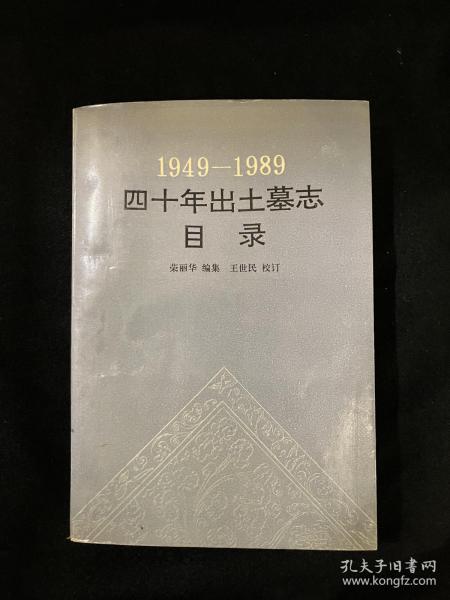 1949—1989
四十年出土墓志
目 录
荣丽华 编集 王世民 校订
孔夫子旧书网
www.kongfz.com